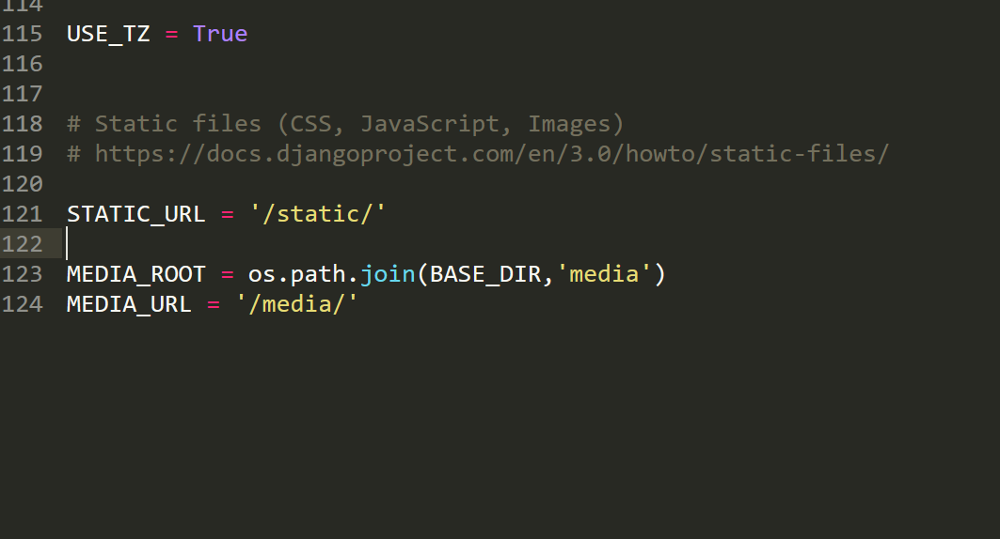 114
115 USE_TZ = True
116
117
118 # Static files (CSS, JavaScript, Images)
119 # https://docs.djangoproject.com/en/3.0/howto/static-files/
120
121 STATIC_URL = '/static/'
122
123 MEDIA_ROOT = os.path.join(BASE_DIR,'media')
124 MEDIA_URL = '/media/'